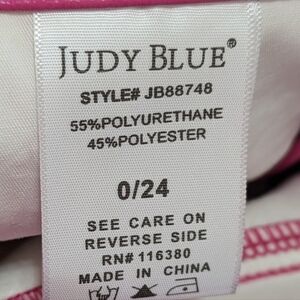 JUDY BLUE®
STYLE# JB88748
55%POLYURETHANE
45%POLYESTER
0/24
SEE CARE ON
REVERSE SIDE
RN# 116380
MADE IN CHINA